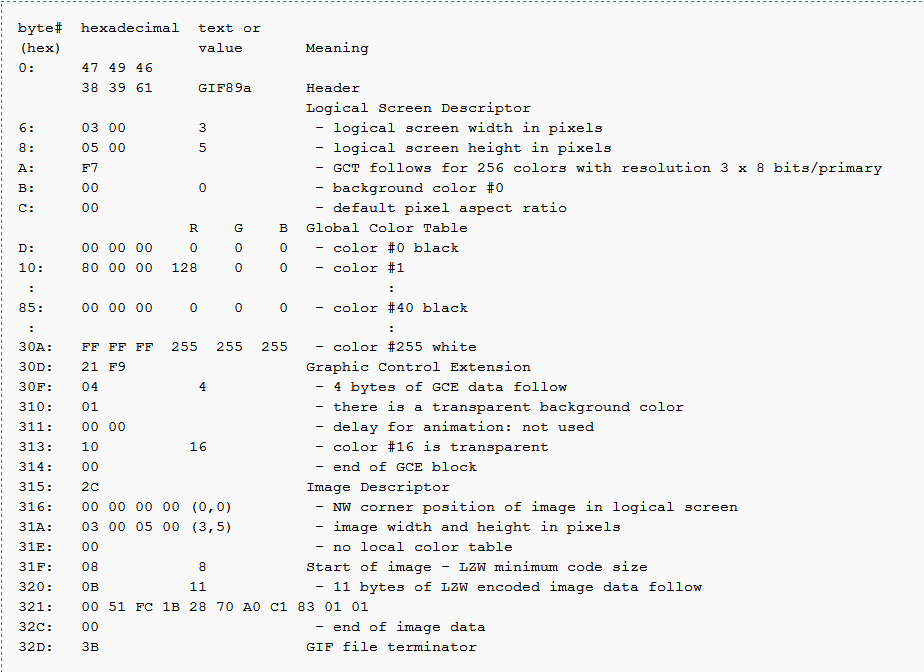 byte# hexadecimal text or
(hex) value Meaning
0: 47 49 46
38 39 61 GIF89a Header
Logical Screen Descriptor
6: 03 00 3 - logical screen width in pixels
8: 05 00 5 - logical screen height in pixels
A: F7 - GCT follows for 256 colors with resolution 3 x 8 bits/primary
B: 00 0 - background color #0
C: 00 - default pixel aspect ratio
R G B Global Color Table
D: 00 00 00 0 0 0 - color #0 black
10: 80 00 00 128 0 0 - color #1
: :
85: 00 00 00 0 0 0 - color #40 black
: :
30A: FF FF FF 255 255 255 - color #255 white
30D: 21 F9 Graphic Control Extension
30F: 04 4 - 4 bytes of GCE data follow
310: 01 - there is a transparent background color
311: 00 00 - delay for animation: not used
313: 10 16 - color #16 is transparent
314: 00 - end of GCE block
315: 2C Image Descriptor
316: 00 00 00 00 (0,0) - NW corner position of image in logical screen
31A: 03 00 05 00 (3,5) - image width and height in pixels
31E: 00 - no local color table
31F: 08 8 Start of image - LZW minimum code size
320: 0B 11 - 11 bytes of LZW encoded image data follow
321: 00 51 FC 1B 28 70 A0 C1 83 01 01
32C: 00 - end of image data
32D: 3B GIF file terminator